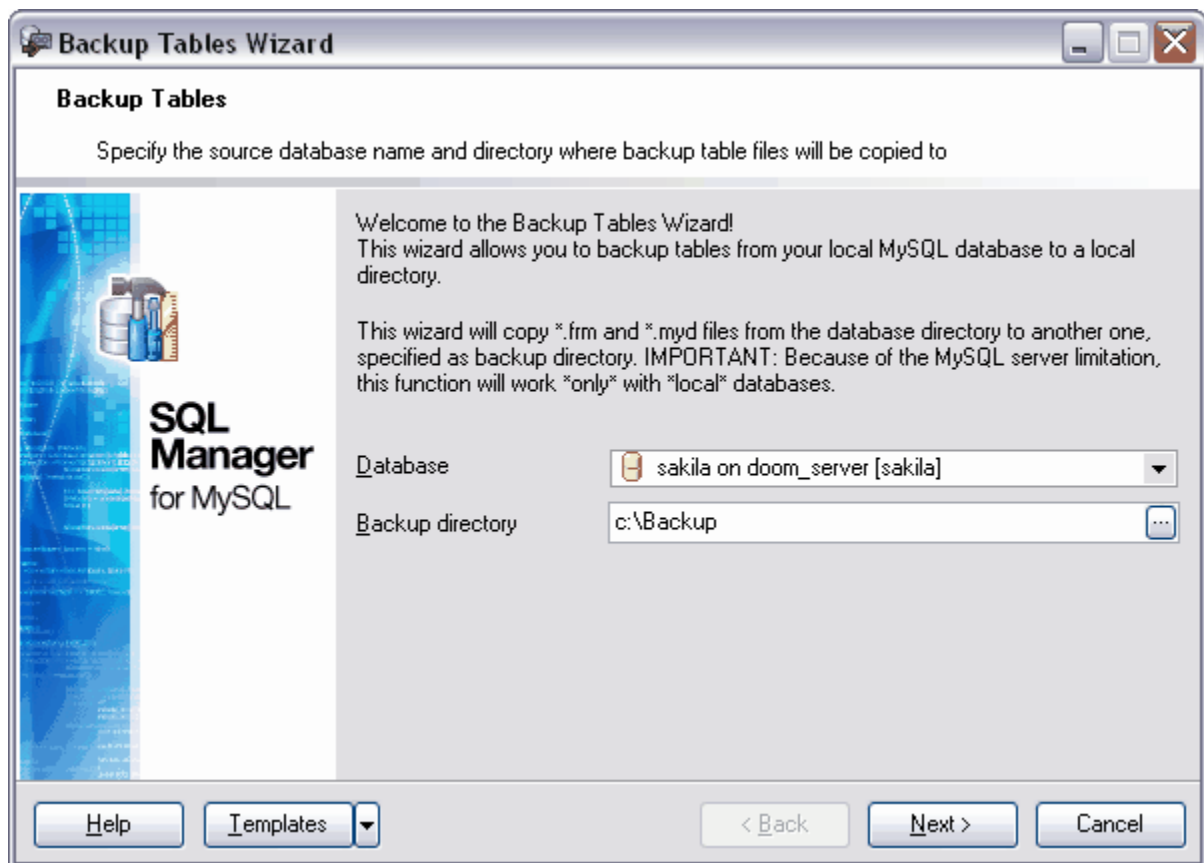 Backup Tables Wizard
Backup Tables
Specify the source database name and directory where backup table files will be copied to
Welcome to the Backup Tables Wizard!
This wizard allows you to backup tables from your local MySQL database to a local
directory.
This wizard will copy *.frm and *.myd files from the database directory to another one,
specified as backup directory. IMPORTANT: Because of the MySQL server limitation,
this function will work *only* with *local* databases.
SQL
Manager
for MySQL
Database
sakila on doom_server [sakila]
Backup directory
c:\Backup
...
Help
Templates
< Back
Next >
Cancel